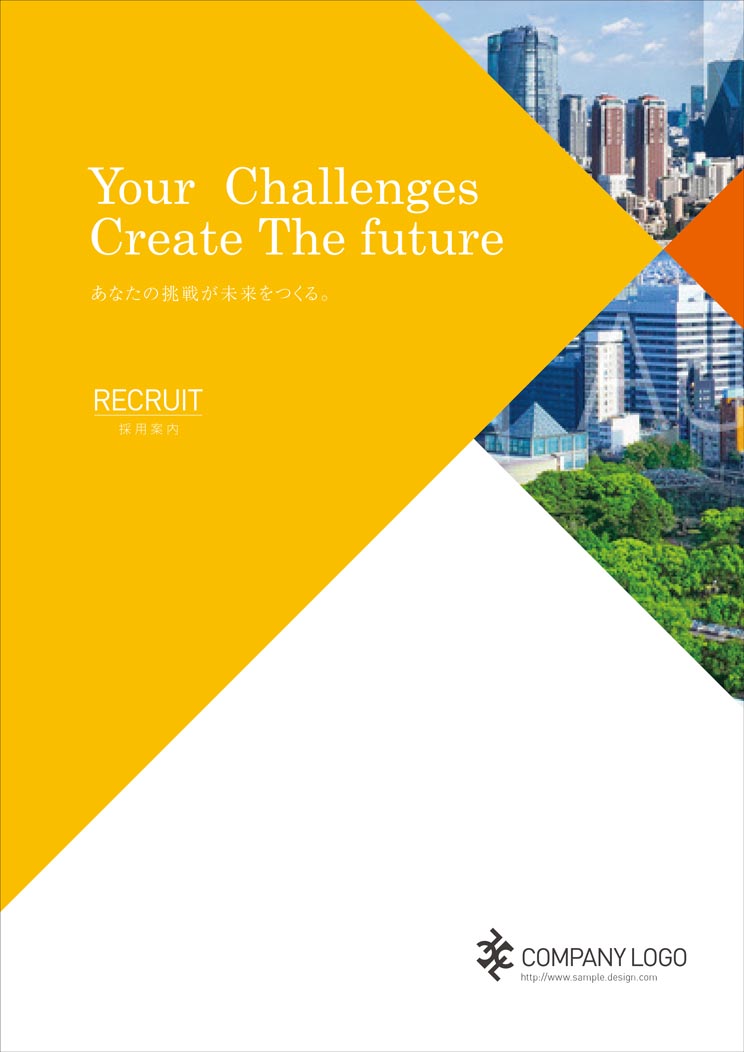 Your Challenges
Create The future
あなたの挑戦が未来をつくる。
RECRUIT
採用案内
COMPANY LOGO
http://www.sample.design.com